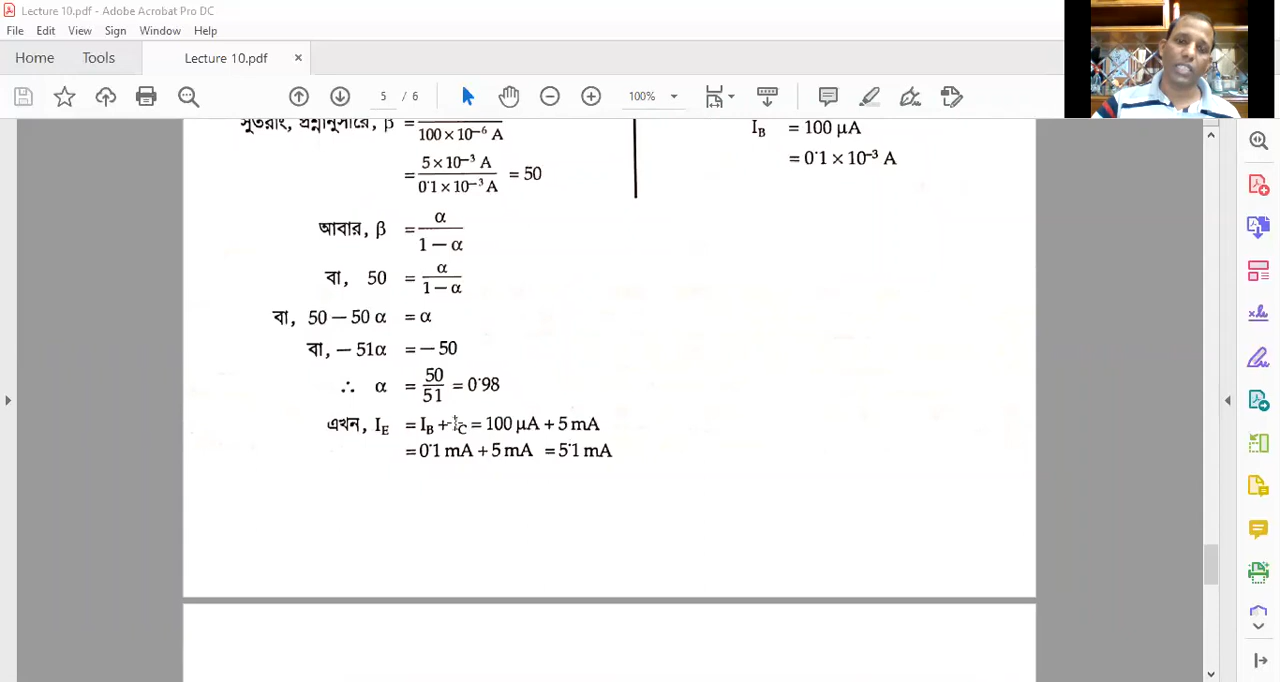 Lecture 10.pdf - Adobe Acrobat Pro DC
File Edit View Sign Window Help
Home Tools Lecture 10.pdf ×
5 / 6 100%
সুতরাং, প্রশ্নানুসারে, β = 
100 × 10⁻⁶ A
I_B = 100 μA
= 0·1 × 10⁻³ A
= 5 × 10⁻³ A / 0·1 × 10⁻³ A = 50
আবার, β = α / 1 – α
বা, 50 = α / 1 – α
বা, 50 – 50 α = α
বা, – 51α = – 50
∴ α = 50 / 51 = 0·98
এখন, I_E = I_B + I_C = 100 μA + 5 mA
= 0·1 mA + 5 mA = 5·1 mA